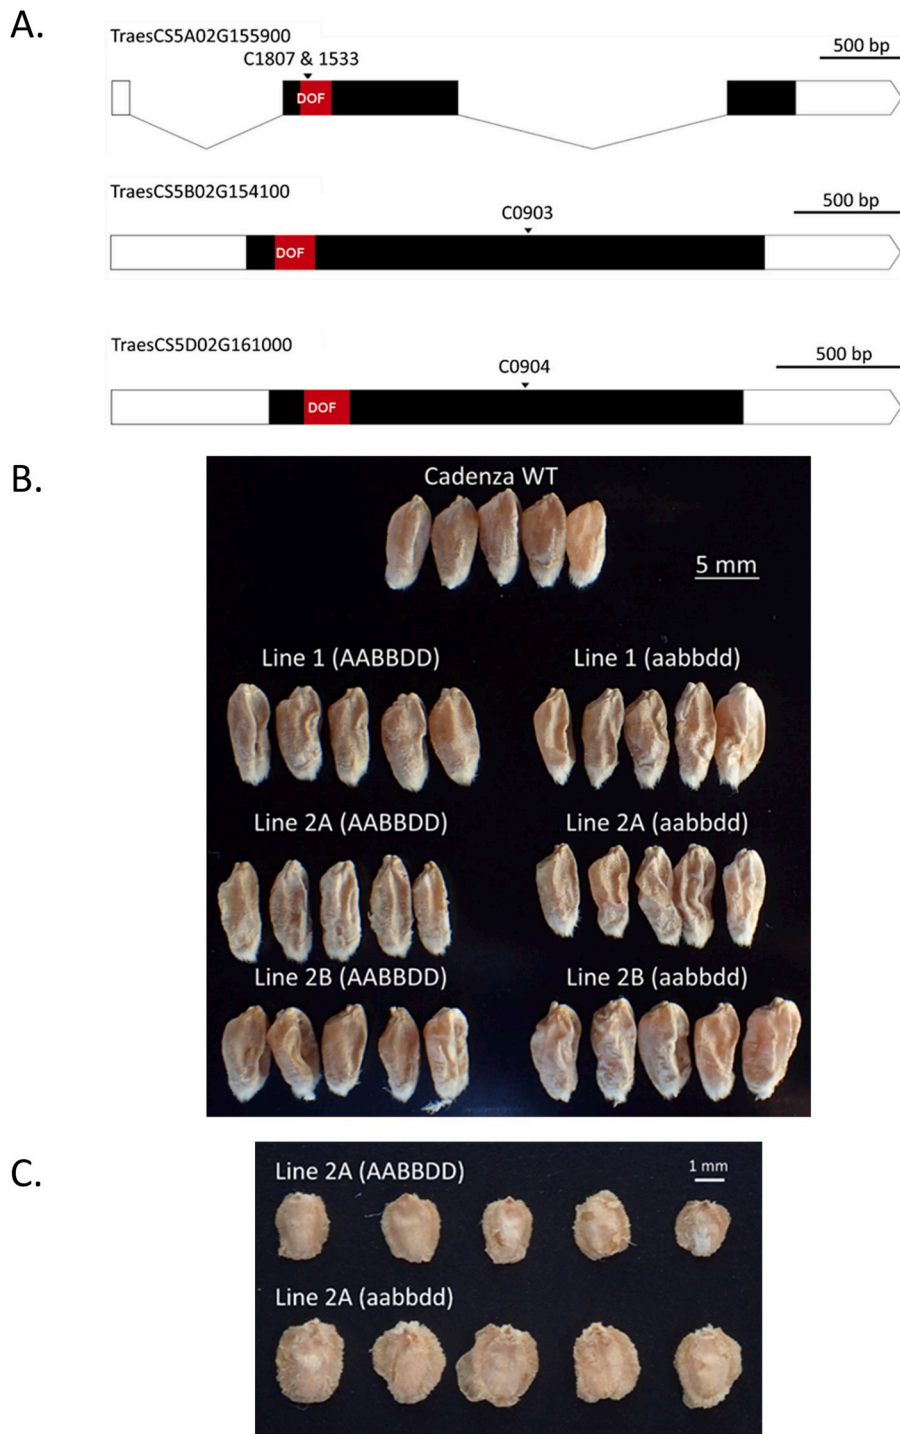 A.
TraesCS5A02G155900
500 bp
C1807 & 1533
DOF
TraesCS5B02G154100
500 bp
C0903
DOF
TraesCS5D02G161000
500 bp
C0904
DOF
B.
Cadenza WT
5 mm
Line 1 (AABBDD) Line 1 (aabbdd)
Line 2A (AABBDD) Line 2A (aabbdd)
Line 2B (AABBDD) Line 2B (aabbdd)
C.
Line 2A (AABBDD)
1 mm
Line 2A (aabbdd)